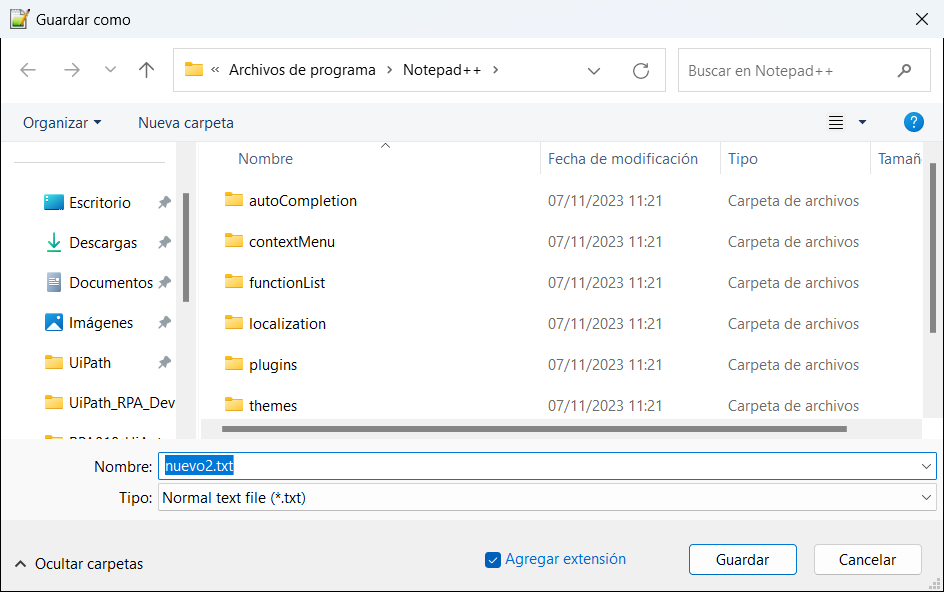 Guardar como
« Archivos de programa > Notepad++ >
Buscar en Notepad++
Organizar
Nueva carpeta
?
Nombre
Fecha de modificación
Tipo
Tamañ
Escritorio
Descargas
Documentos
Imágenes
UiPath
UiPath_RPA_Dev
autoCompletion 07/11/2023 11:21 Carpeta de archivos
contextMenu 07/11/2023 11:21 Carpeta de archivos
functionList 07/11/2023 11:21 Carpeta de archivos
localization 07/11/2023 11:21 Carpeta de archivos
plugins 07/11/2023 11:21 Carpeta de archivos
themes 07/11/2023 11:21 Carpeta de archivos
Nombre: nuevo2.txt
Tipo: Normal text file (*.txt)
Ocultar carpetas
Agregar extensión
Guardar
Cancelar